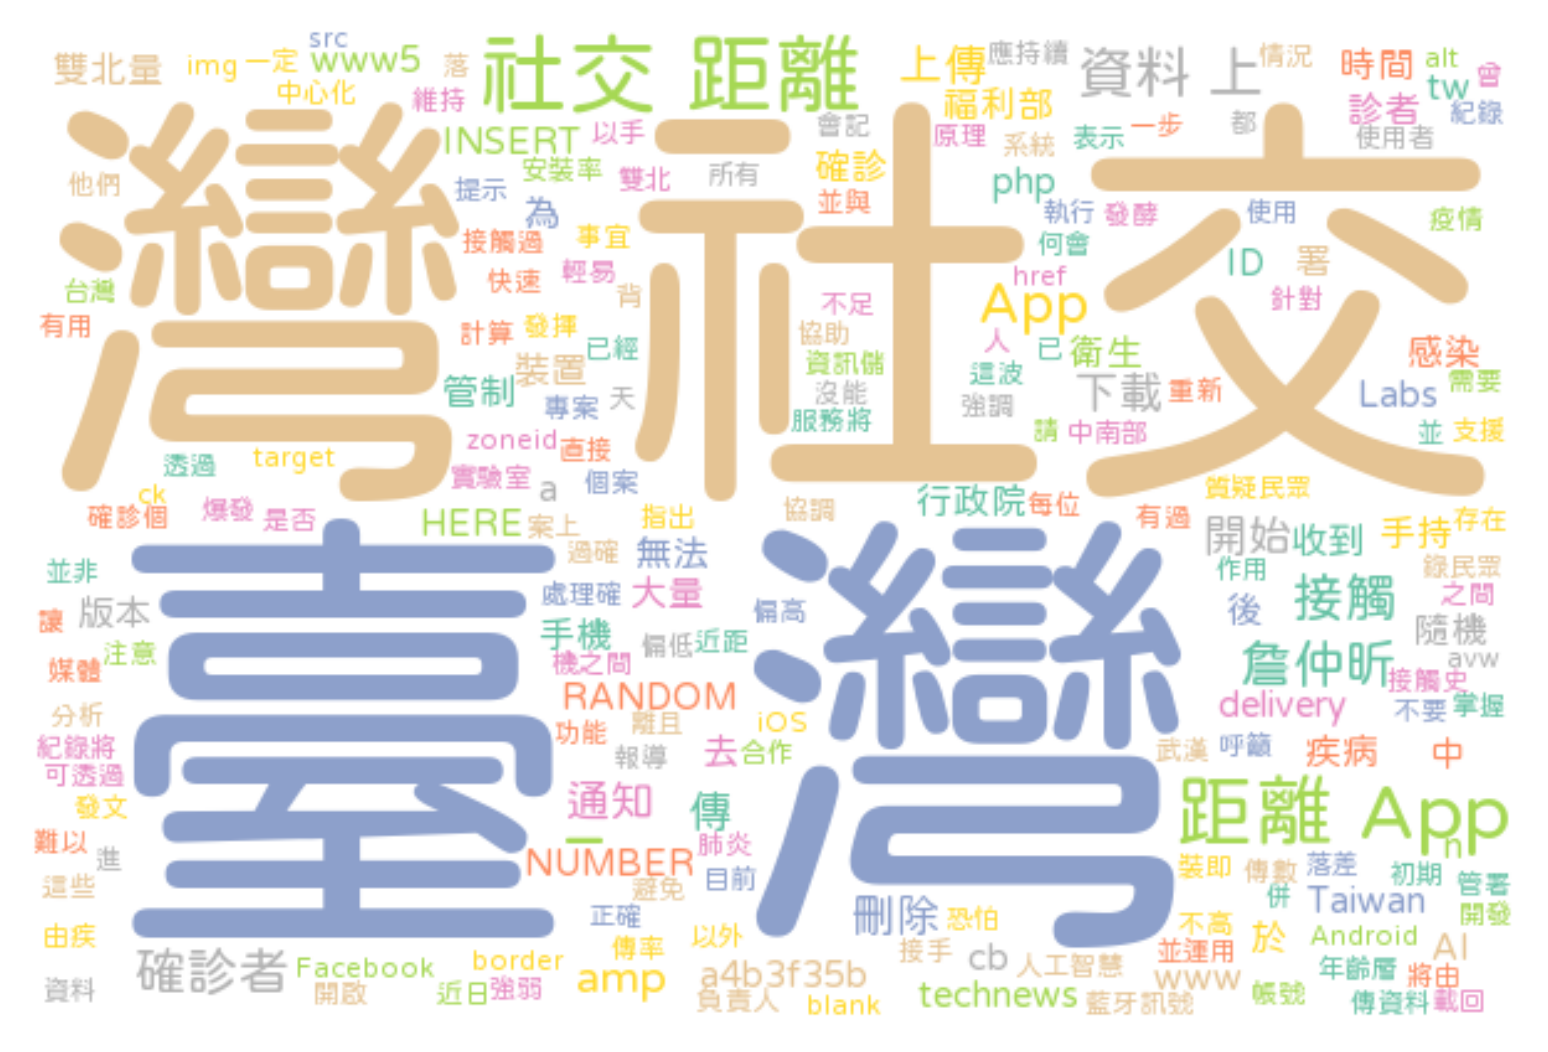 src
雙北量 img 一定 www5 落 社交 距離 上傳 應持續 資料 上 情況 時間 alt 會
中心化 維持 福利部 tw 診者 紀錄
灣 社交
INSERT 以手 會記 原理 系統 表示 一步 都 使用者
他們 提示 安裝率 雙北 所有 確診 php
為 並與 執行 發酵 使用 疫情
接觸過 事宜 何會 ID 署
台灣 快速 輕易 背 不足 App href 針對
有用 計算 發揮 已經 協助 人 已 衛生 感染
裝置 資訊儲 這波
管制 專案 天 沒能 強調 下載 重新 Labs 需要
zoneid 直接 服務將 請 中南部 並 支援
透過 target 實驗室 a 個案 質疑民眾
ck 確診個 爆發 是否 HERE 案上 指出 協調 行政院 每位 有過 開始 收到 手持 存在
臺灣
並非 過確 無法 作用 錄民眾
處理確 大量 偏高 後 接觸 之間
讓 版本 手機 偏低 近距 隨機
媒體 注意 機之間 詹仲昕 avw
接觸史
分析 RANDOM delivery 不要 掌握
功能 離且 iOS
紀錄將 報導 去 合作 武漢 呼籲 疾病 中
可透過
發文 通知 傳 距離 App
難以 進 NUMBER 肺炎 n
這些 避免 目前 裝即 傳數 落差 初期 管署
正確 刪除 恐怕 不高 併 Taiwan 開發
由疾 傳率 以外 接手 並運用 於 Android AI
確診者 Facebook border amp a4b3f35b cb 人工智慧 www 年齡層 將由
資料 開啟 近日 強弱 負責人 blank technews 藍牙訊號 帳號 傳資料 載回